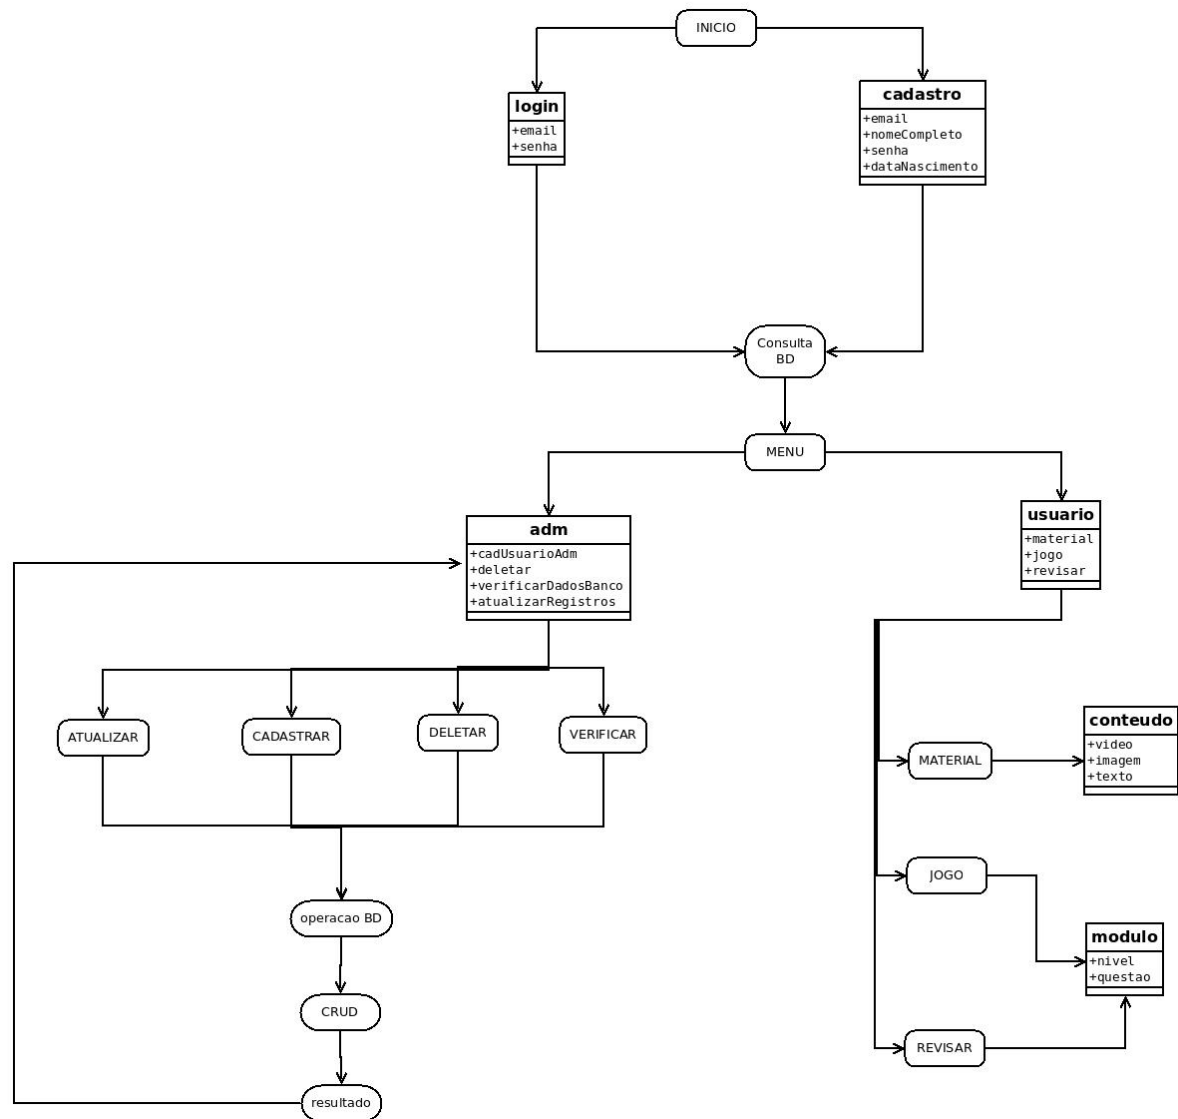 INICIO
login
+email
+senha
cadastro
+email
+nomeCompleto
+senha
+dataNascimento
Consulta
BD
MENU
adm
+cadUsuarioAdm
+deletar
+verificarDadosBanco
+atualizarRegistros
usuario
+material
+jogo
+revisar
ATUALIZAR
CADASTRAR
DELETAR
VERIFICAR
MATERIAL
conteudo
+video
+imagem
+texto
JOGO
modulo
+nivel
+questao
REVISAR
operacao BD
CRUD
resultado